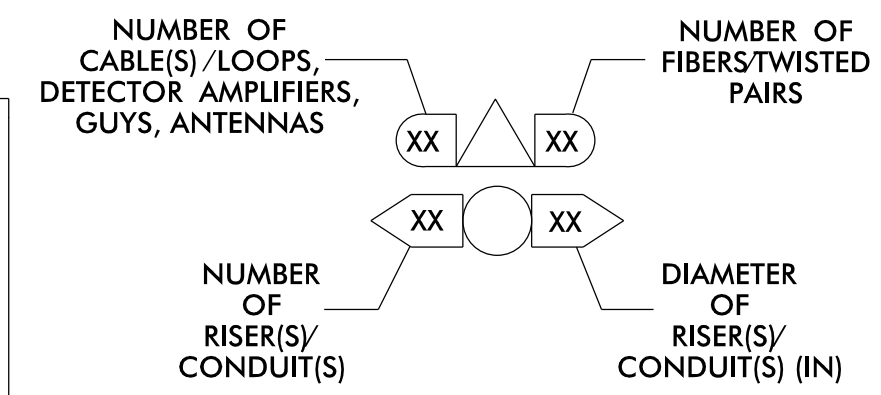 NUMBER OF
CABLE(S)/LOOPS,
DETECTOR AMPLIFIERS,
GUYS, ANTENNAS
NUMBER OF
FIBERS/TWISTED
PAIRS
XX
XX
XX
XX
NUMBER
OF
RISER(S)/
CONDUIT(S)
DIAMETER
OF
RISER(S)/
CONDUIT(S) (IN)